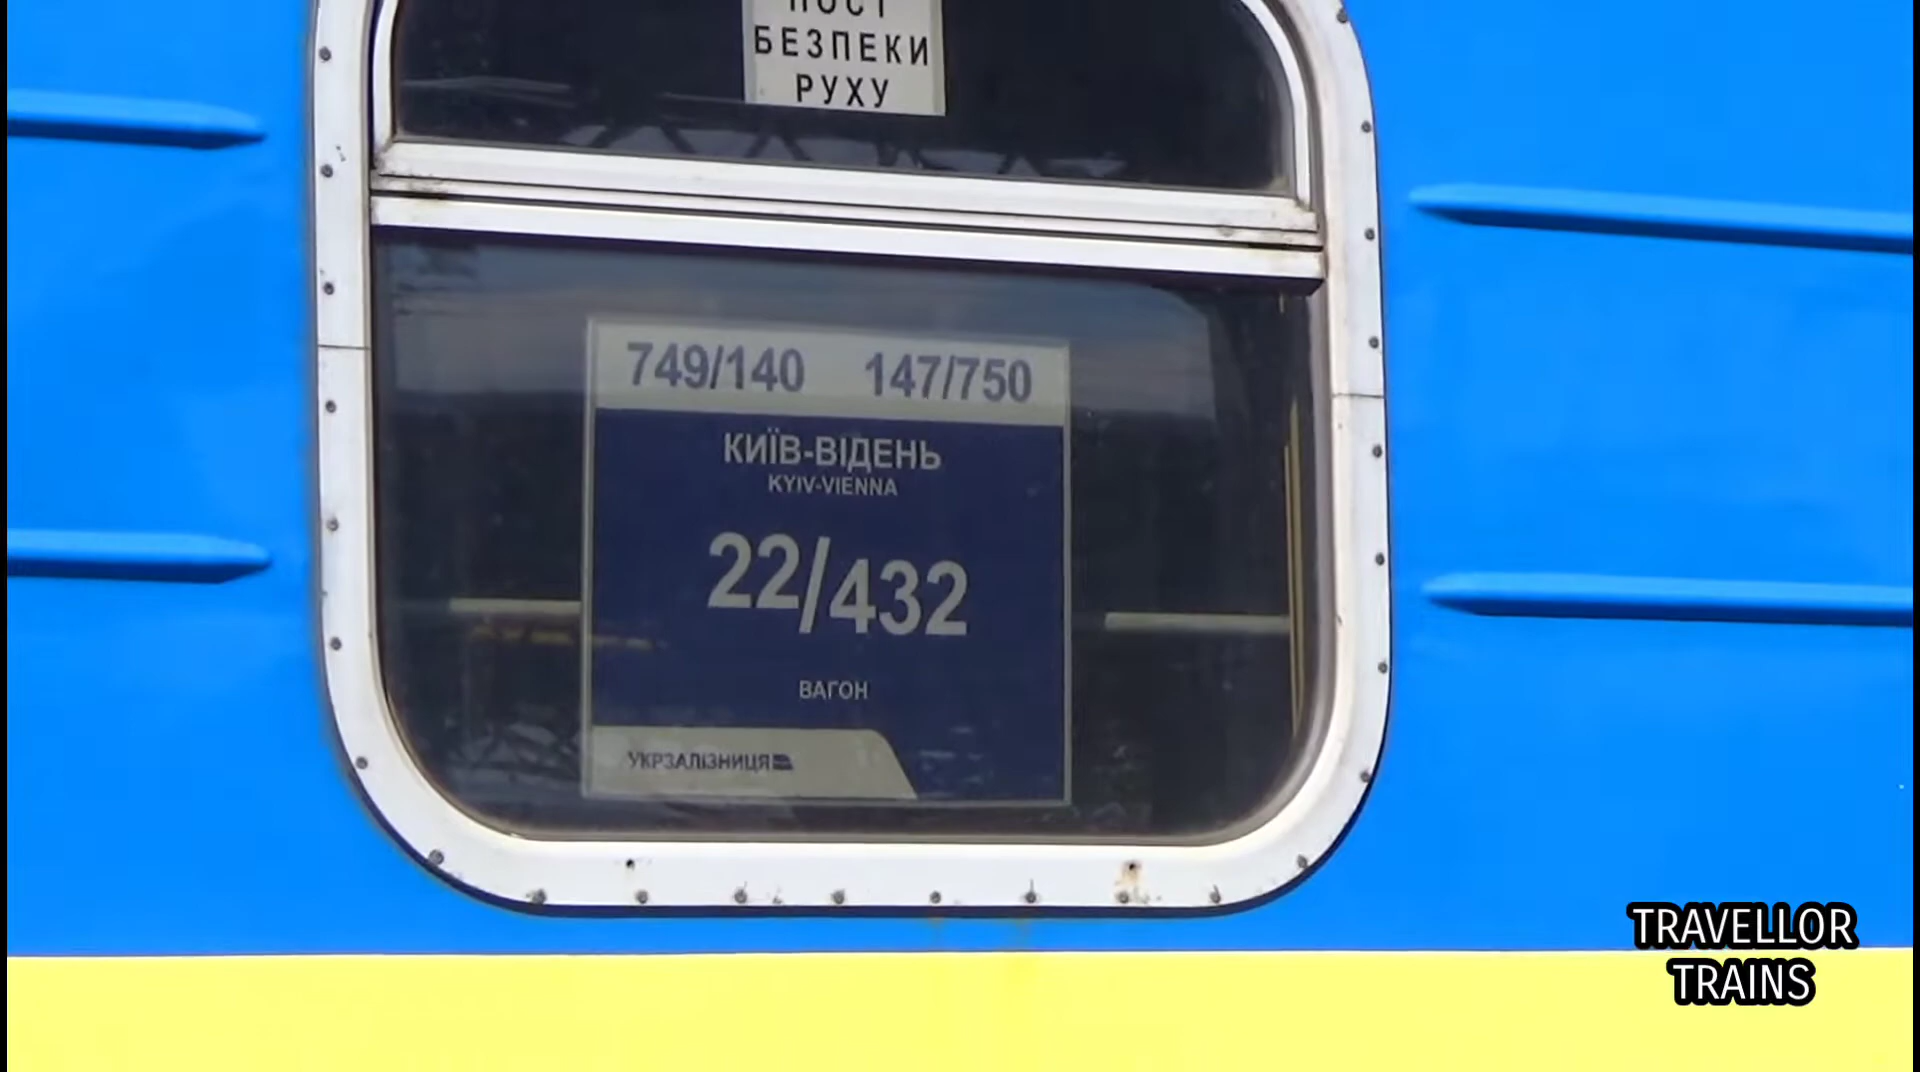 ПОСТ
БЕЗПЕКИ
РУХУ
749/140 147/750
КИЇВ-ВІДЕНЬ
KYIV-VIENNA
22/432
ВАГОН
УКРЗАЛІЗНИЦЯ
TRAVELLOR
TRAINS